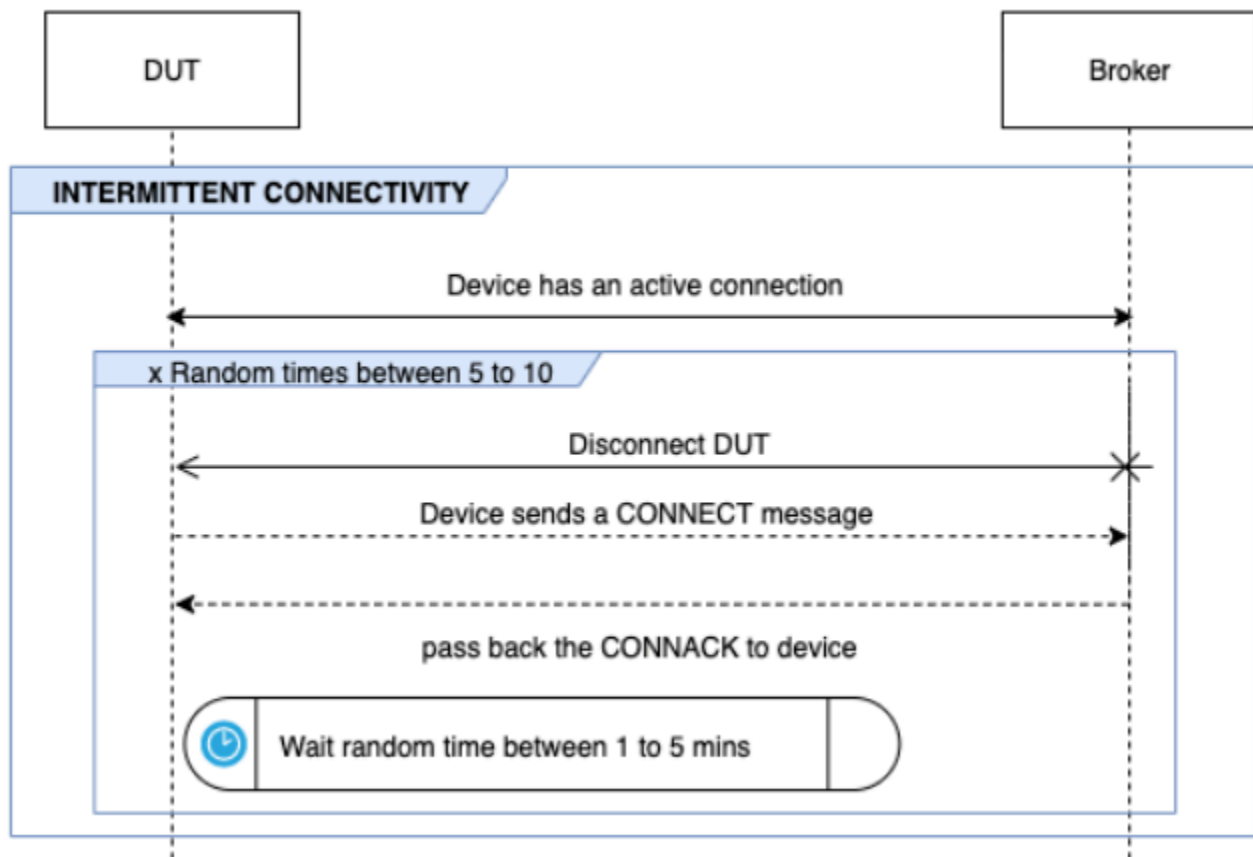 DUT
Broker
INTERMITTENT CONNECTIVITY
Device has an active connection
x Random times between 5 to 10
Disconnect DUT
Device sends a CONNECT message
pass back the CONNACK to device
Wait random time between 1 to 5 mins